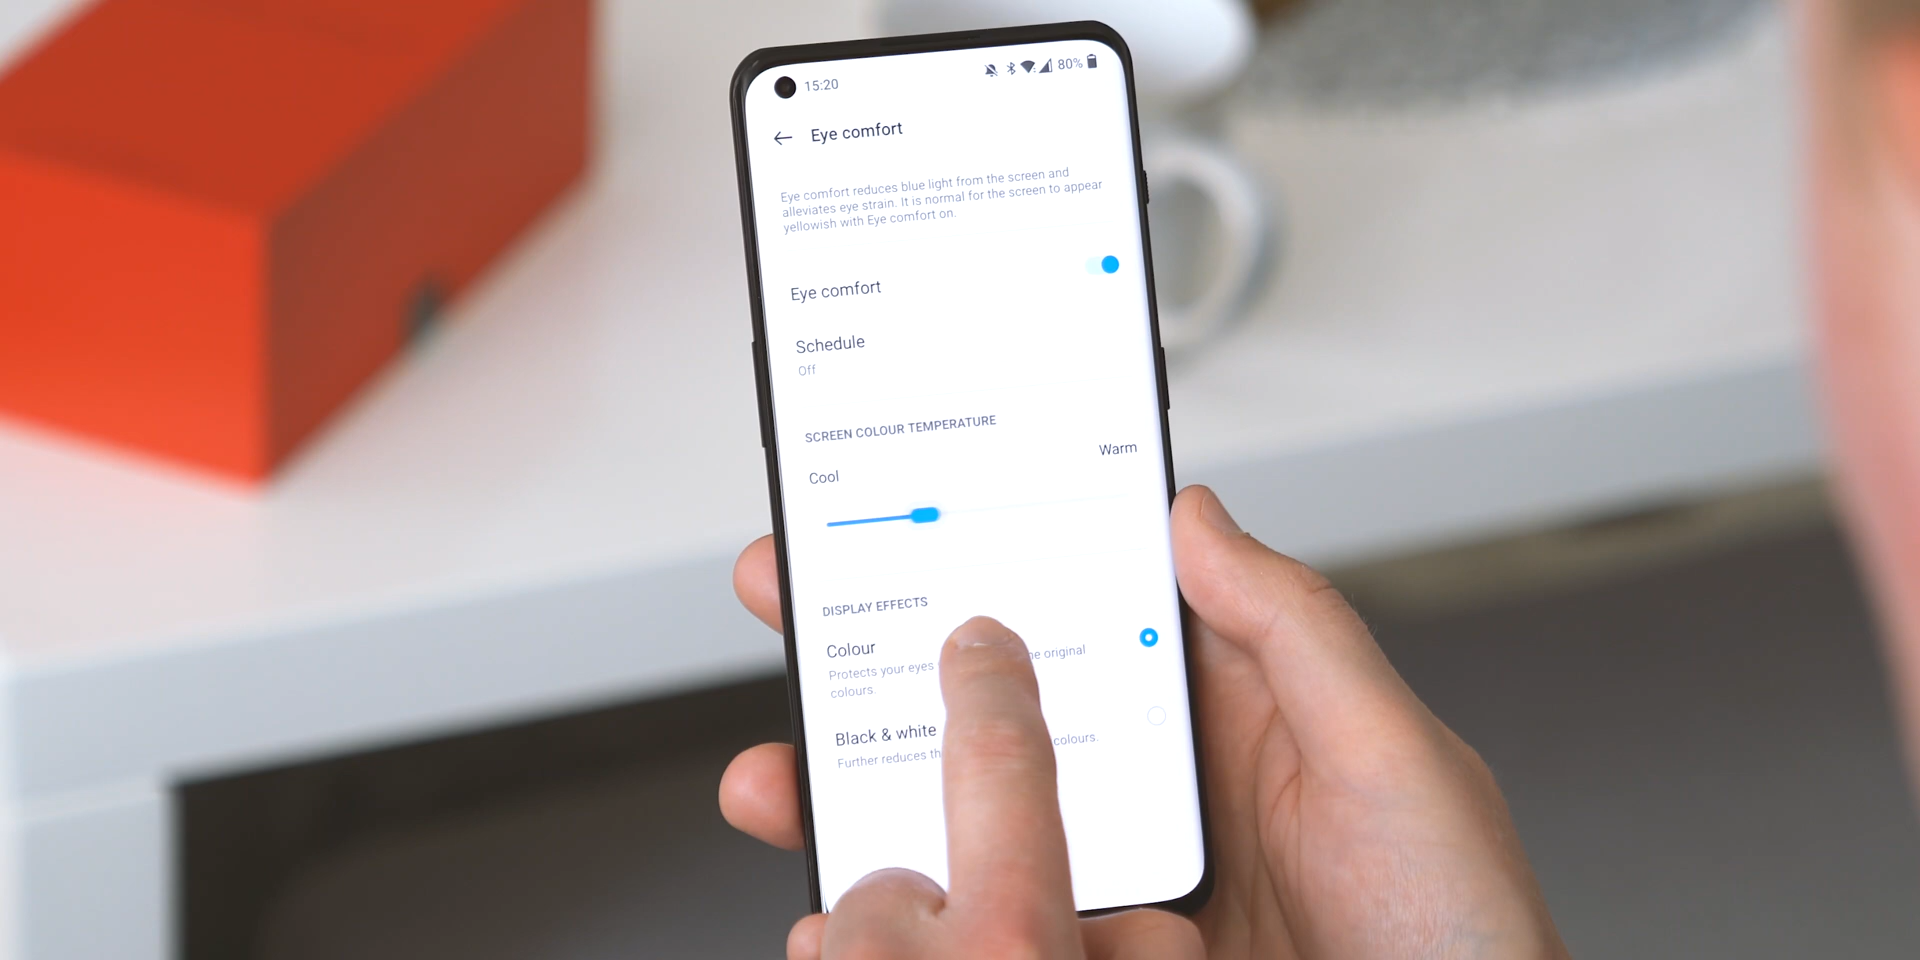 15:20 80%
Eye comfort
Eye comfort reduces blue light from the screen and
alleviates eye strain. It is normal for the screen to appear
yellowish with Eye comfort on.
Eye comfort
Schedule
Off
SCREEN COLOUR TEMPERATURE
Cool Warm
DISPLAY EFFECTS
Colour
Protects your eyes original
colours.
Black & white
Further reduces colours.